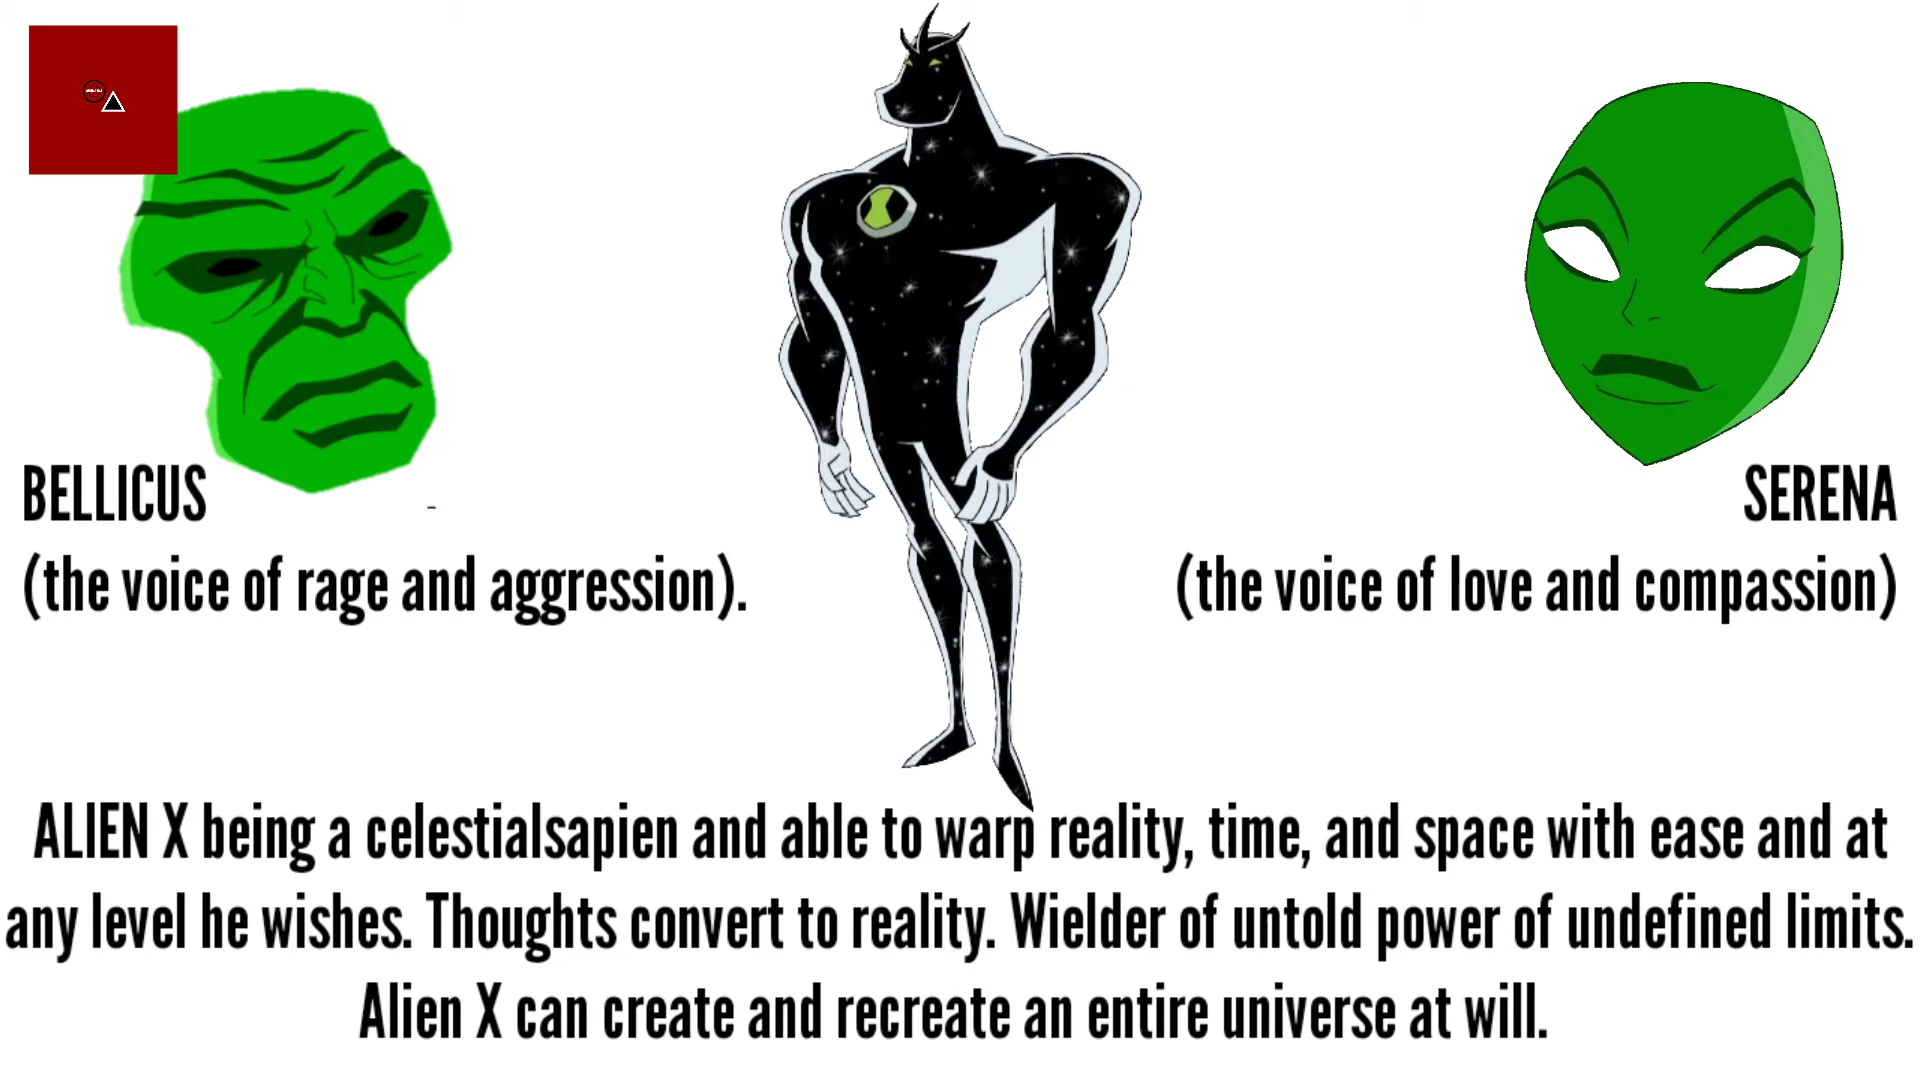 BELLICUS
(the voice of rage and aggression).
SERENA
(the voice of love and compassion)
ALIEN X being a celestialsapien and able to warp reality, time, and space with ease and at
any level he wishes. Thoughts convert to reality. Wielder of untold power of undefined limits.
Alien X can create and recreate an entire universe at will.